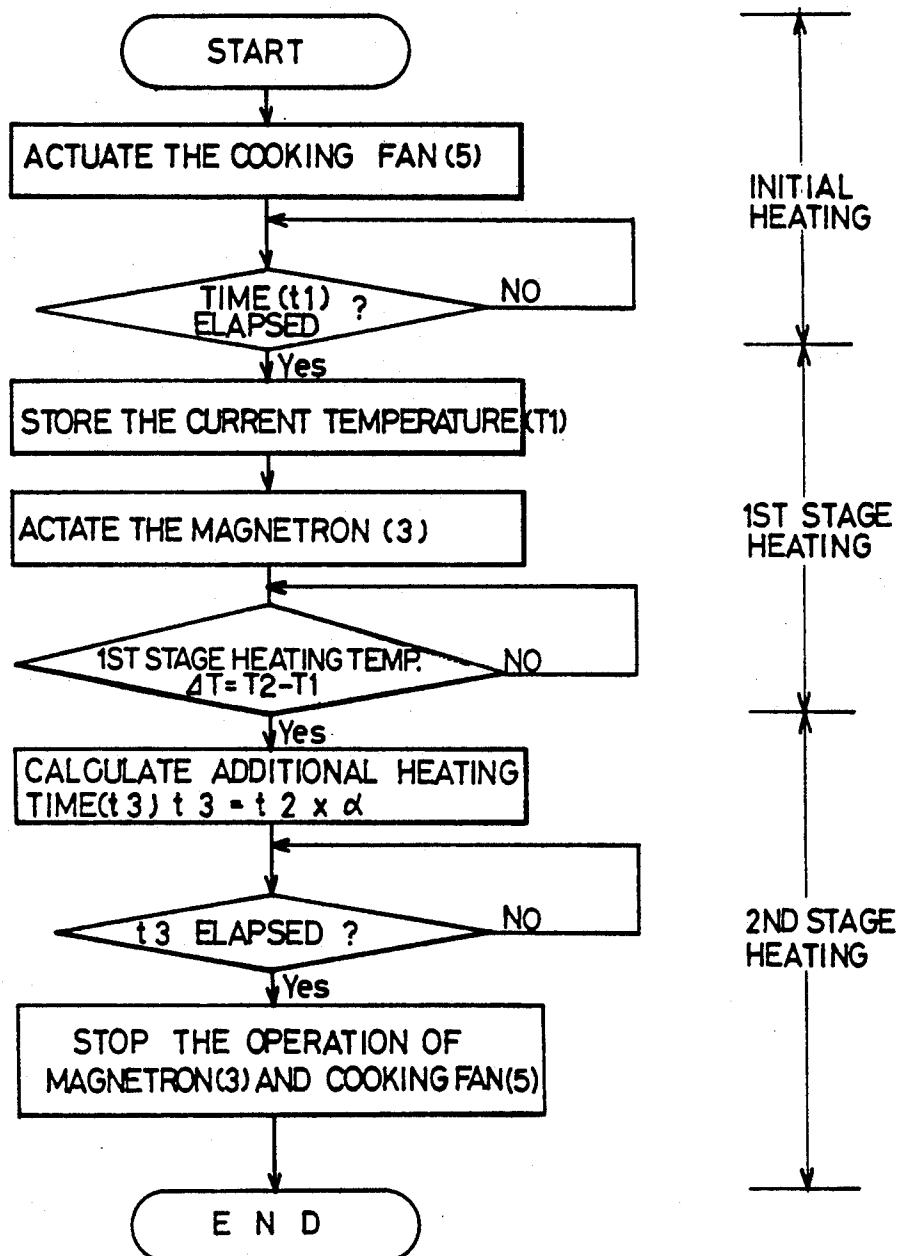 START
ACTUATE THE COOKING FAN (5)
INITIAL
HEATING
TIME (t1)
ELAPSED ?
NO
Yes
STORE THE CURRENT TEMPERATURE (T1)
ACTATE THE MAGNETRON (3)
1ST STAGE
HEATING
1ST STAGE HEATING TEMP.
ΔT = T2-T1
NO
Yes
CALCULATE ADDITIONAL HEATING
TIME(t3) t3 = t2 x α
t3 ELAPSED ?
NO
2ND STAGE
HEATING
Yes
STOP THE OPERATION OF
MAGNETRON(3) AND COOKING FAN(5)
END